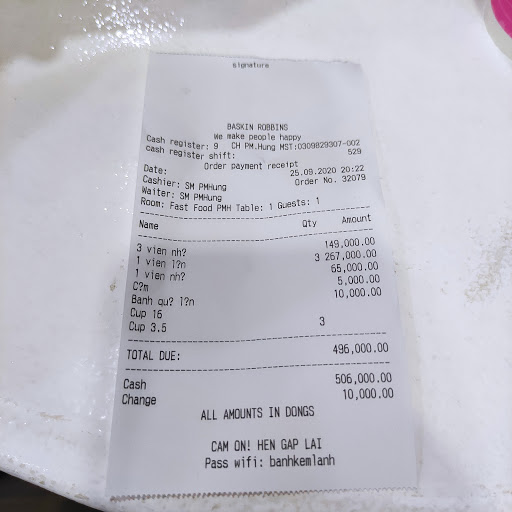 signature
BASKIN ROBBINS
We make people happy
Cash register: 9 CH PM.Hung MST:0309829307-002
cash register shift: 529
Order payment receipt
Date: 25.09.2020 20:22
Cashier: SM PMHung Order No. 32079
Waiter: SM PMHung
Room: Fast Food PMH Table: 1 Guests: 1
Name Qty Amount
3 vien nh? 149,000.00
1 vien l?n 3 267,000.00
1 vien nh? 65,000.00
C?m 5,000.00
Banh qu? l?n 10,000.00
Cup 16
Cup 3.5 3
TOTAL DUE: 496,000.00
Cash 506,000.00
Change 10,000.00
ALL AMOUNTS IN DONGS
CAM ON! HEN GAP LAI
Pass wifi: banhkemlanh